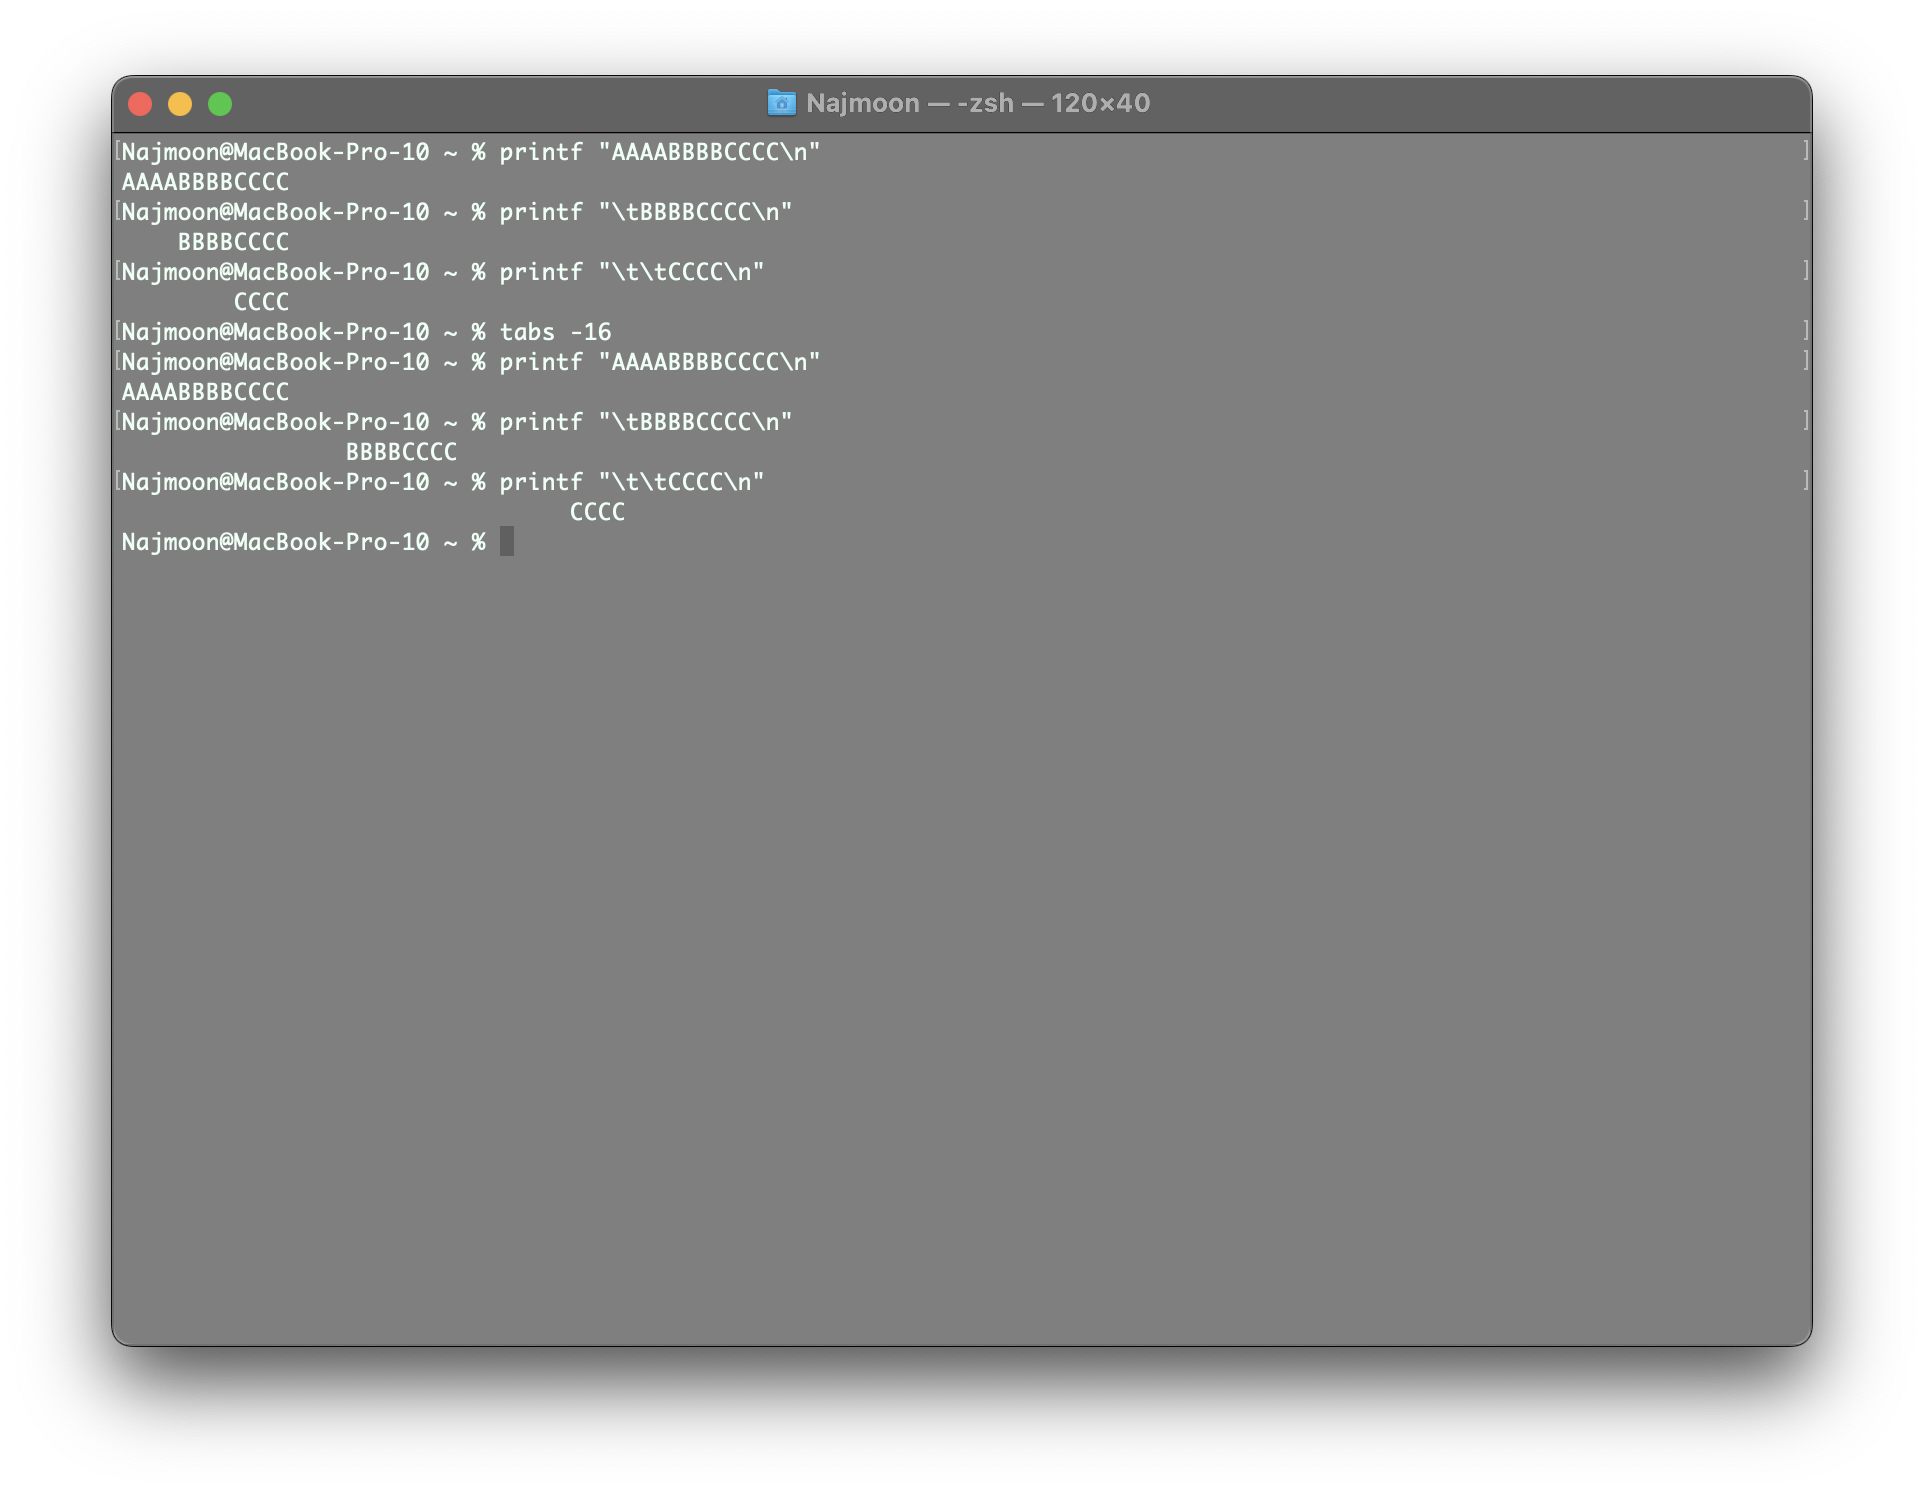 Najmoon — -zsh — 120×40
[Najmoon@MacBook-Pro-10 ~ % printf "AAAABBBBCCCC\n" ]
AAAABBBBCCCC
[Najmoon@MacBook-Pro-10 ~ % printf "\tBBBBCCCC\n" ]
    BBBBCCCC
[Najmoon@MacBook-Pro-10 ~ % printf "\t\tCCCC\n" ]
        CCCC
[Najmoon@MacBook-Pro-10 ~ % tabs -16 ]
[Najmoon@MacBook-Pro-10 ~ % printf "AAAABBBBCCCC\n" ]
AAAABBBBCCCC
[Najmoon@MacBook-Pro-10 ~ % printf "\tBBBBCCCC\n" ]
                BBBBCCCC
[Najmoon@MacBook-Pro-10 ~ % printf "\t\tCCCC\n" ]
                                CCCC
Najmoon@MacBook-Pro-10 ~ %